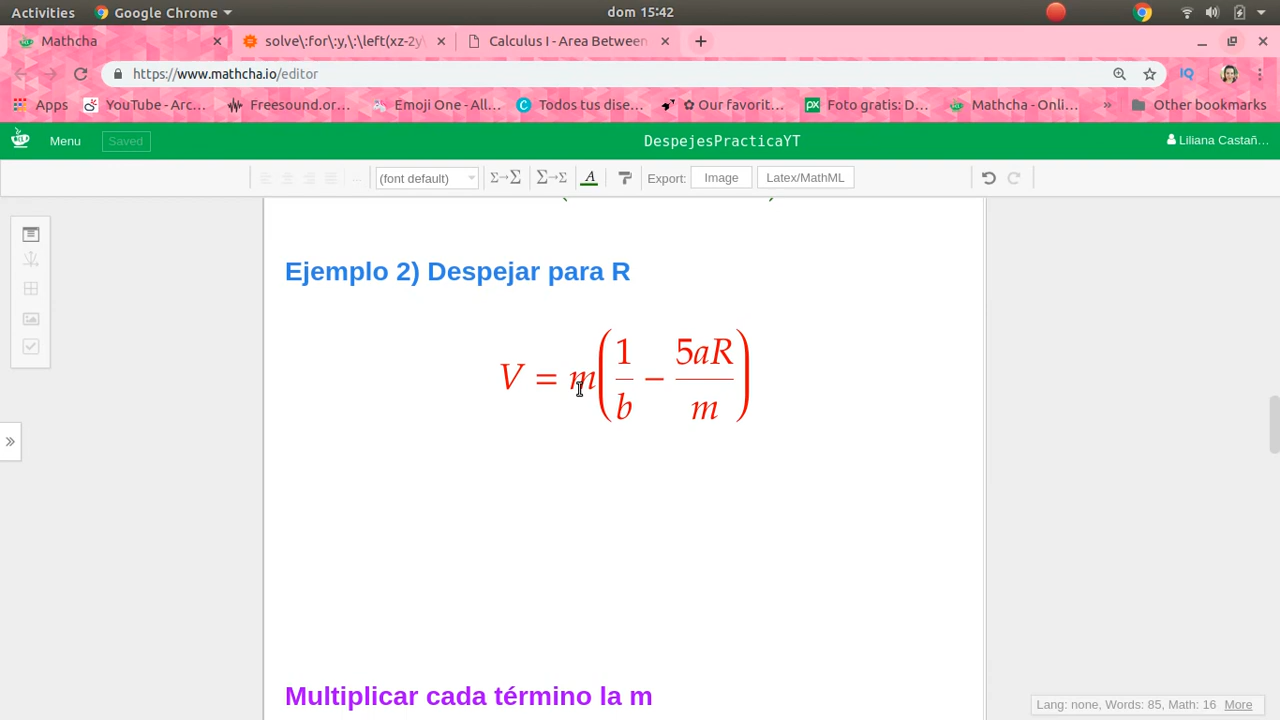 Activities Google Chrome dom 15:42
Mathcha solve\:for\:y,\:\left(xz-2y Calculus I - Area Between
https://www.mathcha.io/editor
Apps YouTube - Arc... Freesound.or... Emoji One - All... Todos tus dise... ✿ Our favorit... Foto gratis: D... Mathcha - Onli... » Other bookmarks
Menu Saved DespejesPracticaYT Liliana Castañ...
(font default) Σ→Σ Σ→Σ A Export: Image Latex/MathML
Ejemplo 2) Despejar para R
V = m(1/b − 5aR/m)
Multiplicar cada término la m
Lang: none, Words: 85, Math: 16 More